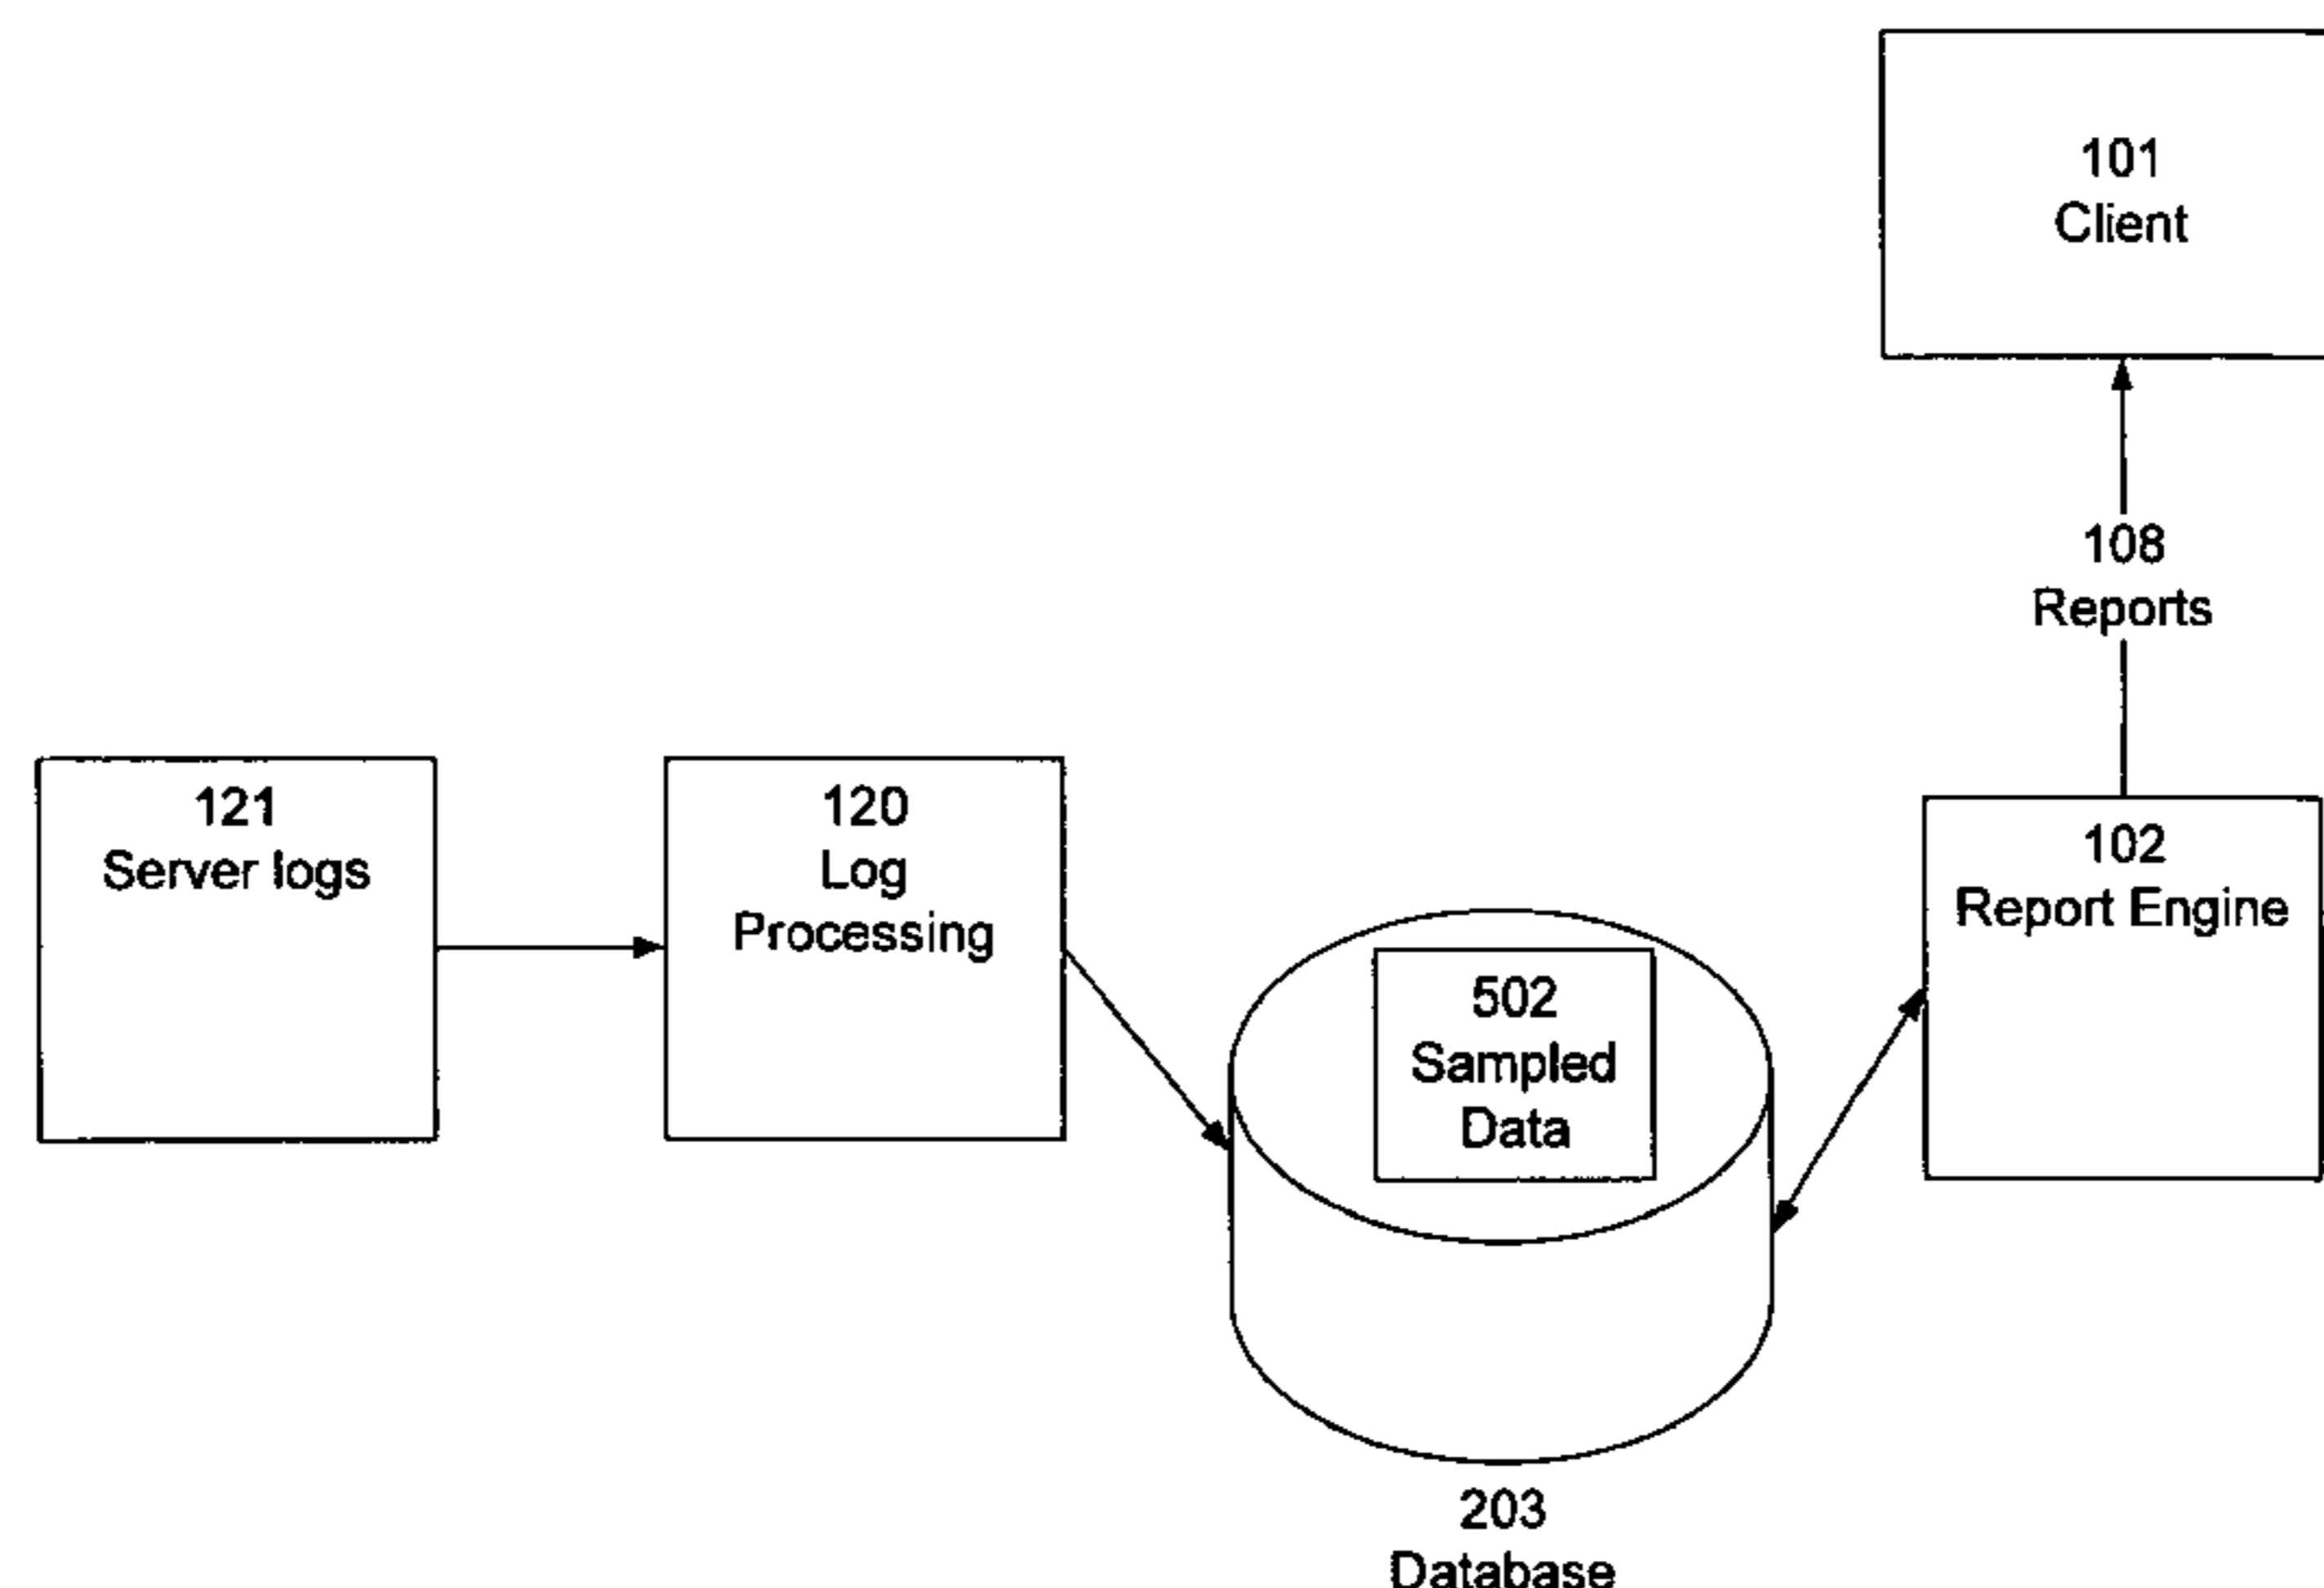 101
Client
108
Reports
121
Server logs
120
Log
Processing
502
Sampled
Data
102
Report Engine
203
Database